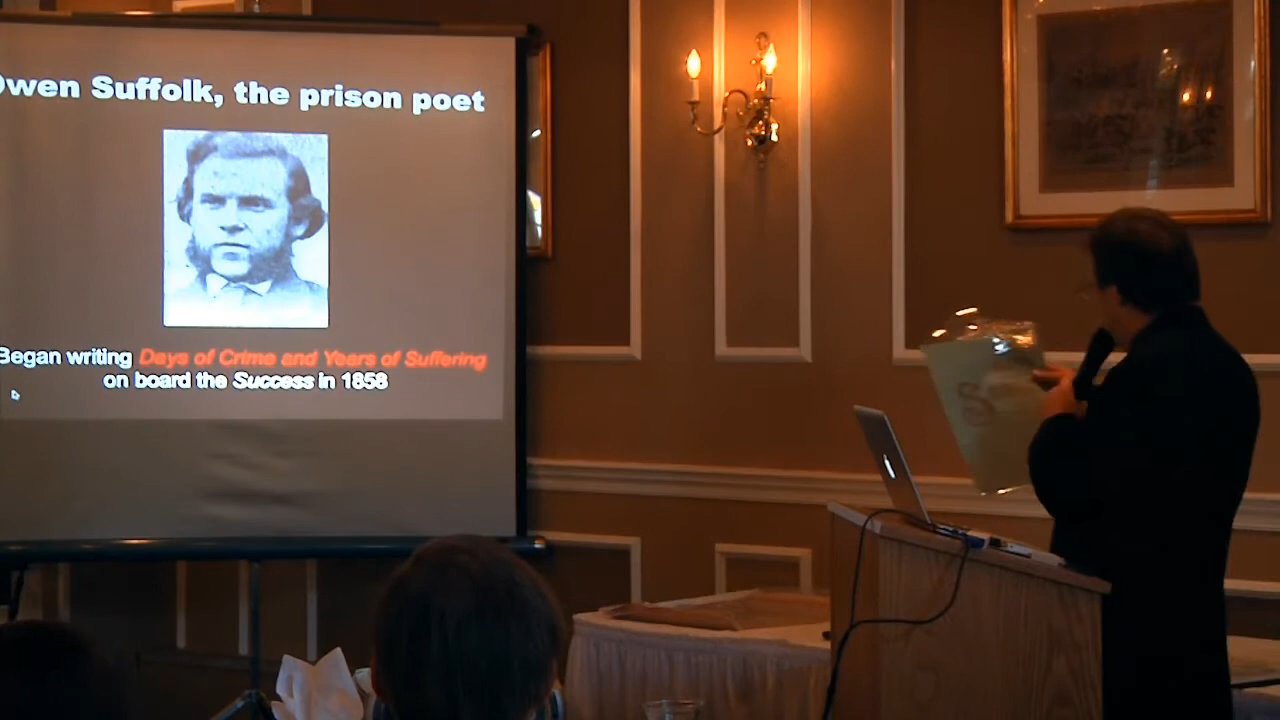 Owen Suffolk, the prison poet
Began writing Days of Crime and Years of Suffering
on board the Success in 1858